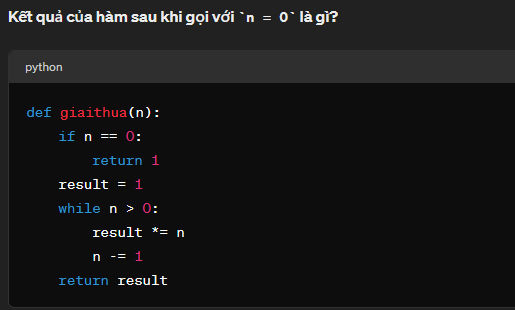 Kết quả của hàm sau khi gọi với `n = 0` là gì?
python
def giaithua(n):
    if n == 0:
        return 1
    result = 1
    while n > 0:
        result *= n
        n -= 1
    return result